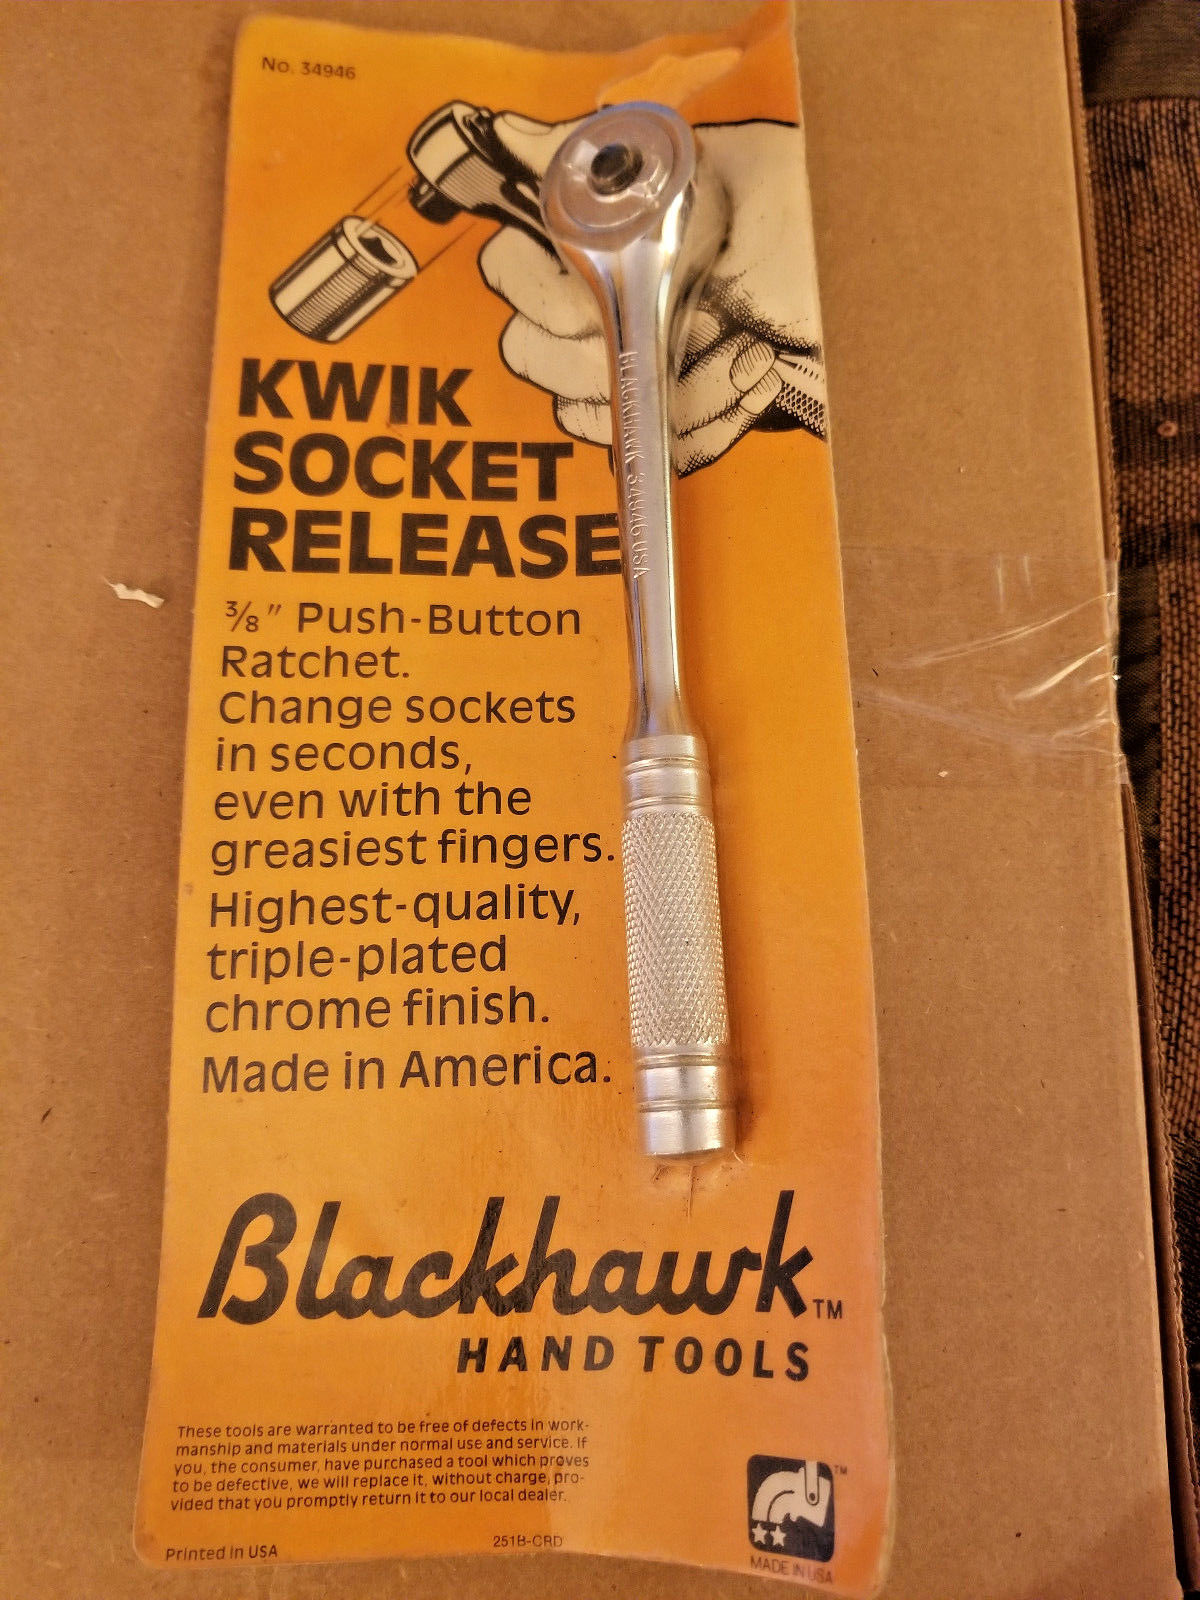 No. 34946
KWIK
SOCKET
RELEASE
3/8" Push-Button
Ratchet.
Change sockets
in seconds,
even with the
greasiest fingers.
Highest-quality,
triple-plated
chrome finish.
Made in America.
BLACKHAWK 34946 USA
Blackhawk™
HAND TOOLS
These tools are warranted to be free of defects in work-
manship and materials under normal use and service. If
you, the consumer, have purchased a tool which proves
to be defective, we will replace it, without charge, pro-
vided that you promptly return it to our local dealer.
Printed in USA
251B-CRD
TM
MADE IN USA